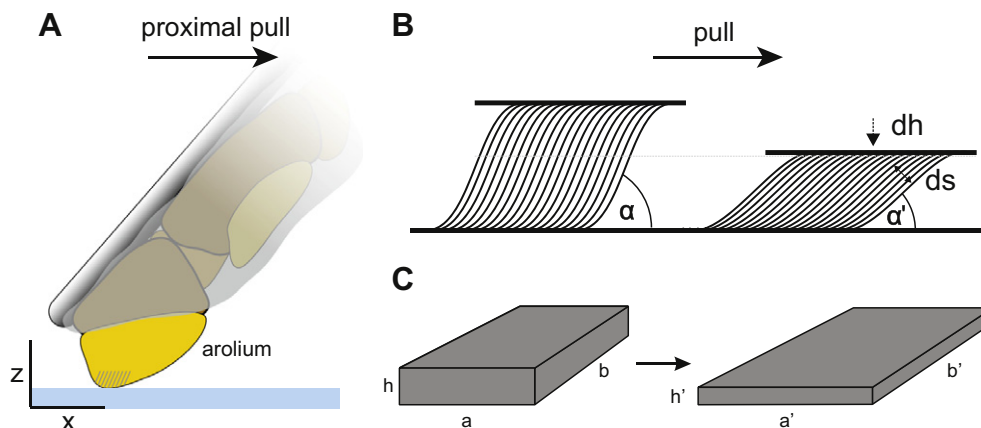 A
proximal pull
arolium
z
x
B
pull
dh
ds
α
α'
C
h
a
b
h'
a'
b'